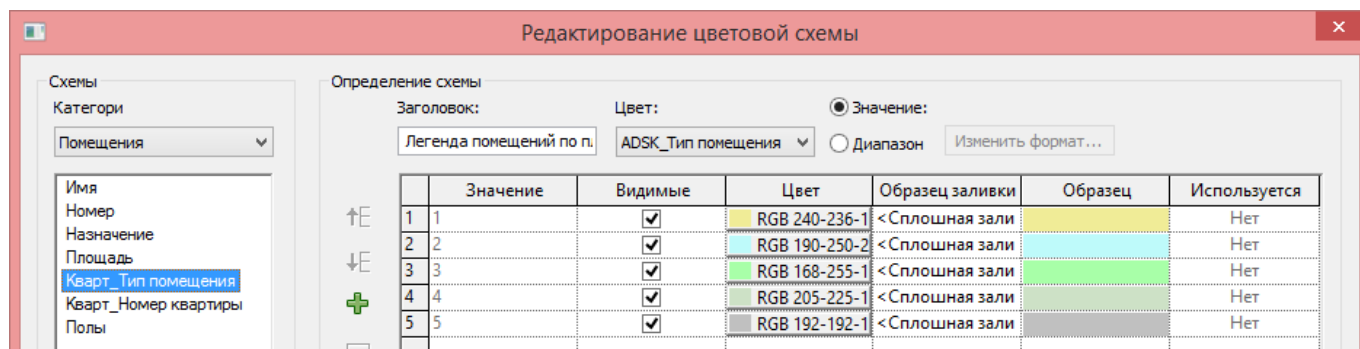 Редактирование цветовой схемы
Схемы
Категори
Помещения
Имя
Номер
Назначение
Площадь
Кварт_Тип помещения
Кварт_Номер квартиры
Полы
Определение схемы
Заголовок: Цвет: Значение:
Легенда помещений по п. ADSK_Тип помещения Диапазон Изменить формат...
Значение Видимые Цвет Образец заливки Образец Используется
1 1 RGB 240-236-1 <Сплошная зали Нет
2 2 RGB 190-250-2 <Сплошная зали Нет
3 3 RGB 168-255-1 <Сплошная зали Нет
4 4 RGB 205-225-1 <Сплошная зали Нет
5 5 RGB 192-192-1 <Сплошная зали Нет